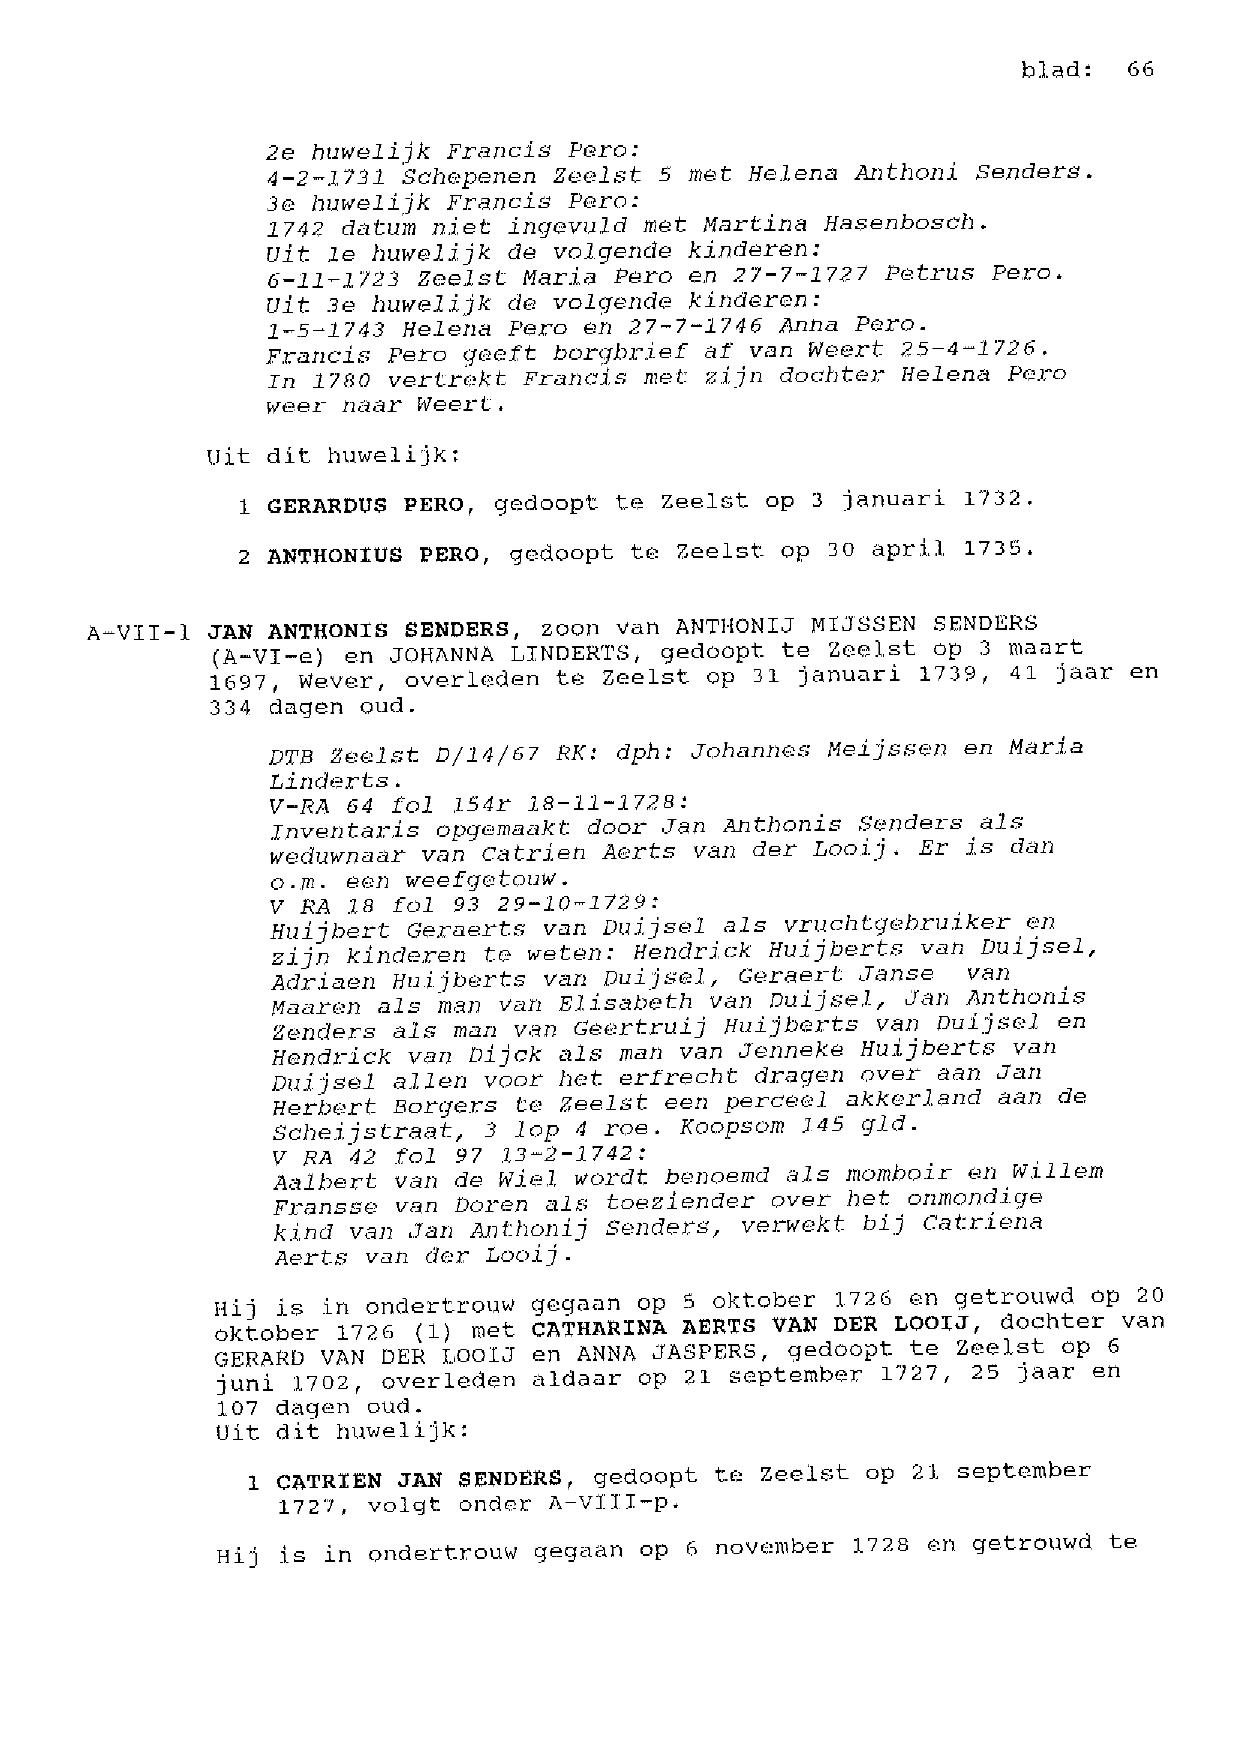 blad: 66
2e huwelijk Francis Pero:
4-2-1731 Schepenen Zeelst 5 met Helena Anthoni Senders.
3e huwelijk Francis Pero:
1742 datum niet ingevuld met Martina Hasenbosch.
Uit 1e huwelijk de volgende kinderen:
6-11-1723 Zeelst Maria Pero en 27-7-1727 Petrus Pero.
Uit 3e huwelijk de volgende kinderen:
1-5-1743 Helena Pero en 27-7-1746 Anna Pero.
Francis Pero geeft borgbrief af van Weert 25-4-1726.
In 1780 vertrekt Francis met zijn dochter Helena Pero
weer naar Weert.
Uit dit huwelijk:
1 GERARDUS PERO, gedoopt te Zeelst op 3 januari 1732.
2 ANTHONIUS PERO, gedoopt te Zeelst op 30 april 1735.
A-VII-l JAN ANTHONIS SENDERS, zoon van ANTHONIJ MIJSSEN SENDERS
(A-VI-e) en JOHANNA LINDERTS, gedoopt te Zeelst op 3 maart
1697, Wever, overleden te Zeelst op 31 januari 1739, 41 jaar en
334 dagen oud.
DTB Zeelst D/14/67 RK: dph: Johannes Meijssen en Maria
Linderts.
V-RA 64 fol 154r 18-11-1728:
Inventaris opgemaakt door Jan Anthonis Senders als
weduwnaar van Catrien Aerts van der Looij. Er is dan
o.m. een weefgetouw.
V RA 18 fol 93 29-10-1729:
Huijbert Geraerts van Duijsel als vruchtgebruiker en
zijn kinderen te weten: Hendrick Huijberts van Duijsel,
Adriaen Huijberts van Duijsel, Geraert Janse van
Maaren als man van Elisabeth van Duijsel, Jan Anthonis
Zenders als man van Geertruij Huijberts van Duijsel en
Hendrick van Dijck als man van Jenneke Huijberts van
Duijsel allen voor het erfrecht dragen over aan Jan
Herbert Borgers te Zeelst een perceel akkerland aan de
Scheijstraat, 3 lop 4 roe. Koopsom 145 gld.
V RA 42 fol 97 13-2-1742:
Aalbert van de Wiel wordt benoemd als momboir en Willem
Fransse van Doren als toeziender over het onmondige
kind van Jan Anthonij Senders, verwekt bij Catriena
Aerts van der Looij.
Hij is in ondertrouw gegaan op 5 oktober 1726 en getrouwd op 20
oktober 1726 (1) met CATHARINA AERTS VAN DER LOOIJ, dochter van
GERARD VAN DER LOOIJ en ANNA JASPERS, gedoopt te Zeelst op 6
juni 1702, overleden aldaar op 21 september 1727, 25 jaar en
107 dagen oud.
Uit dit huwelijk:
1 CATRIEN JAN SENDERS, gedoopt te Zeelst op 21 september
1727, volgt onder A-VIII-p.
Hij is in ondertrouw gegaan op 6 november 1728 en getrouwd te